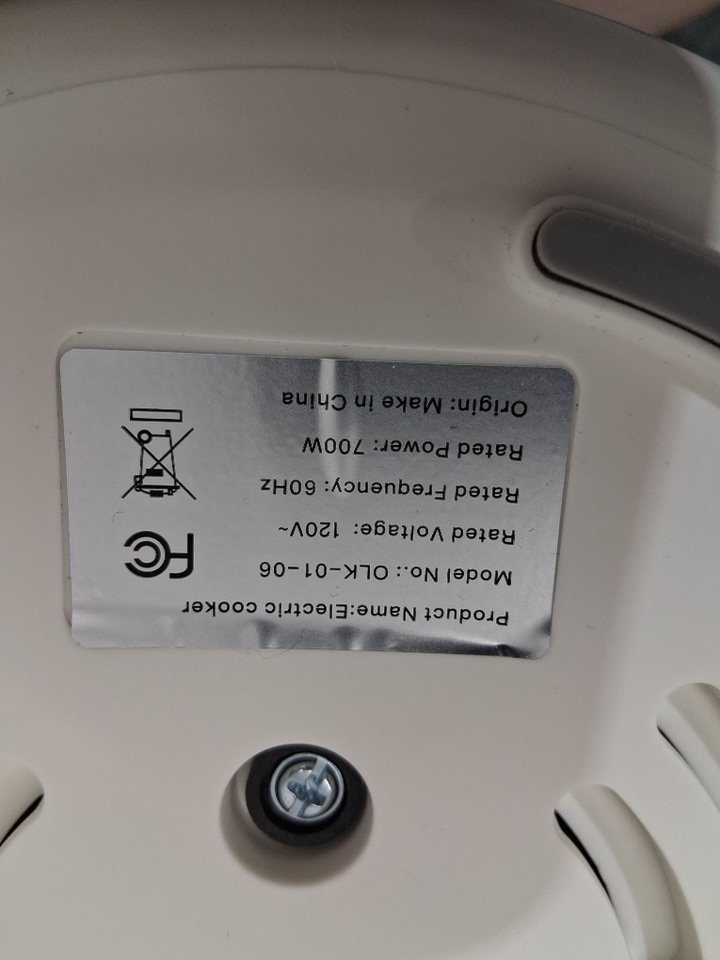 Product Name:Electric cooker
Model No.: OLK-01-06
Rated Voltage: 120V~
Rated Frequency: 60Hz
Rated Power: 700W
Origin: Make in China
FC